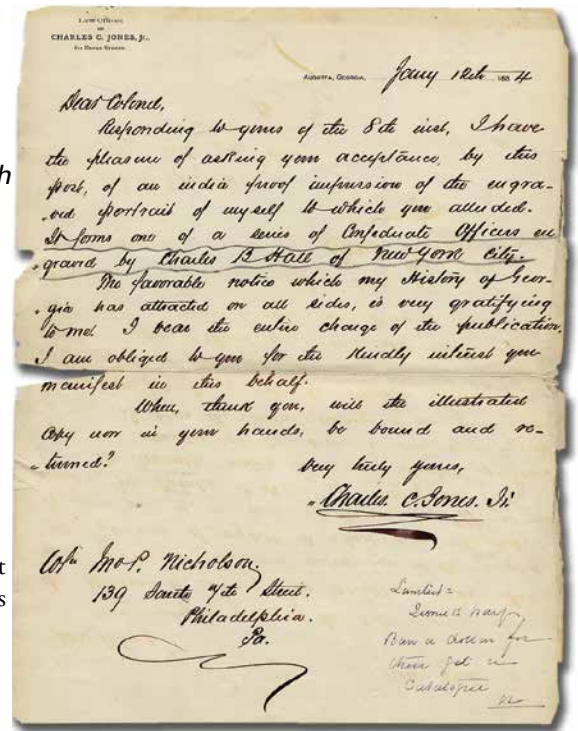 Law Offices
OF
CHARLES C. JONES, Jr.
AUGUSTA, GEORGIA, Jany 12th 1884
Dear Colonel,
Responding to yours of the 8th inst, I have
the pleasure of asking your acceptance, by this
post, of an india proof impression of the engra-
-ved portrait of myself to which you alluded.
It forms one of a series of Confederate Officers en
-graved by Charles B Hall of New York City.
The favorable notice which my History of Geor-
-gia has attracted on all sides, is very gratifying
to me. I bear the entire charge of the publication.
I am obliged to you for the kindly interest you
manifest in this behalf.
When, thank you, will the illustrated
copy now in your hands, be bound and re-
-turned?
Very truly yours,
Charles. C. Jones. Jr.
Jno P. Nicholson.
139 South Street.
Philadelphia.
Pa.
for
get
Catalogue
h
t
s